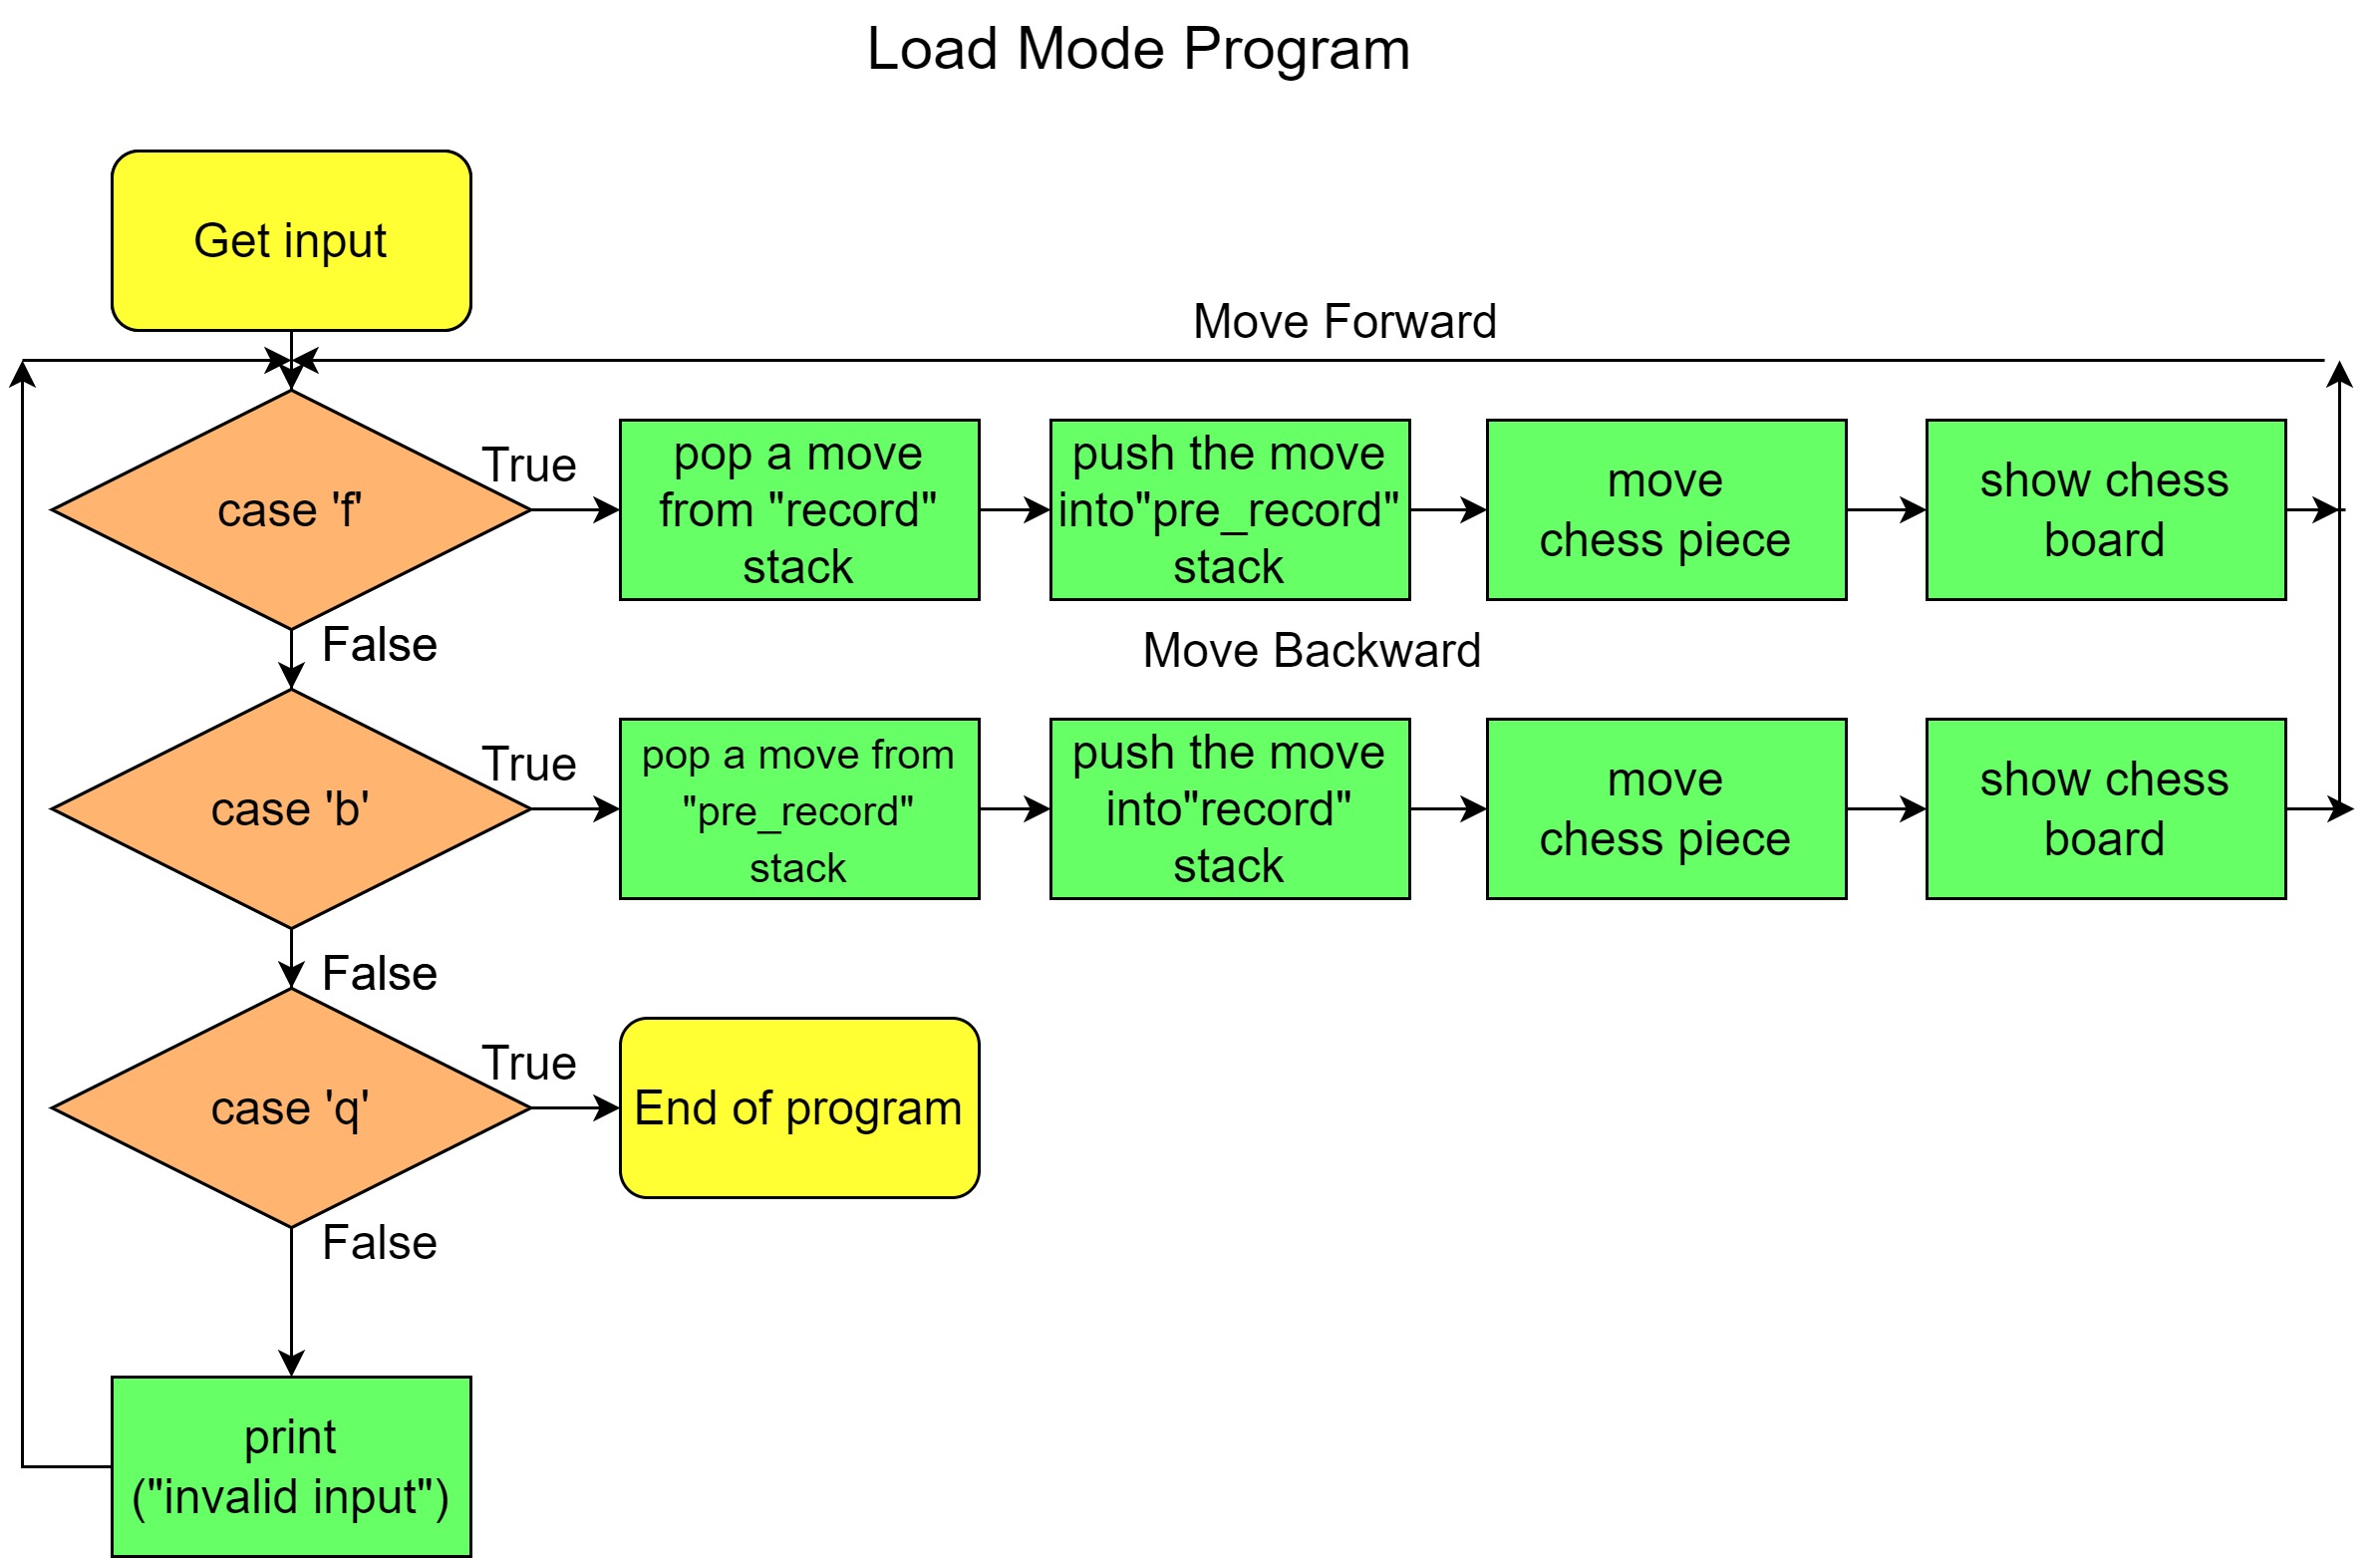 Load Mode Program
Get input
Move Forward
case 'f'
True
pop a move
from "record"
stack
push the move
into"pre_record"
stack
move
chess piece
show chess
board
False
Move Backward
case 'b'
True
pop a move from
"pre_record"
stack
push the move
into"record"
stack
move
chess piece
show chess
board
False
case 'q'
True
End of program
False
print
("invalid input")